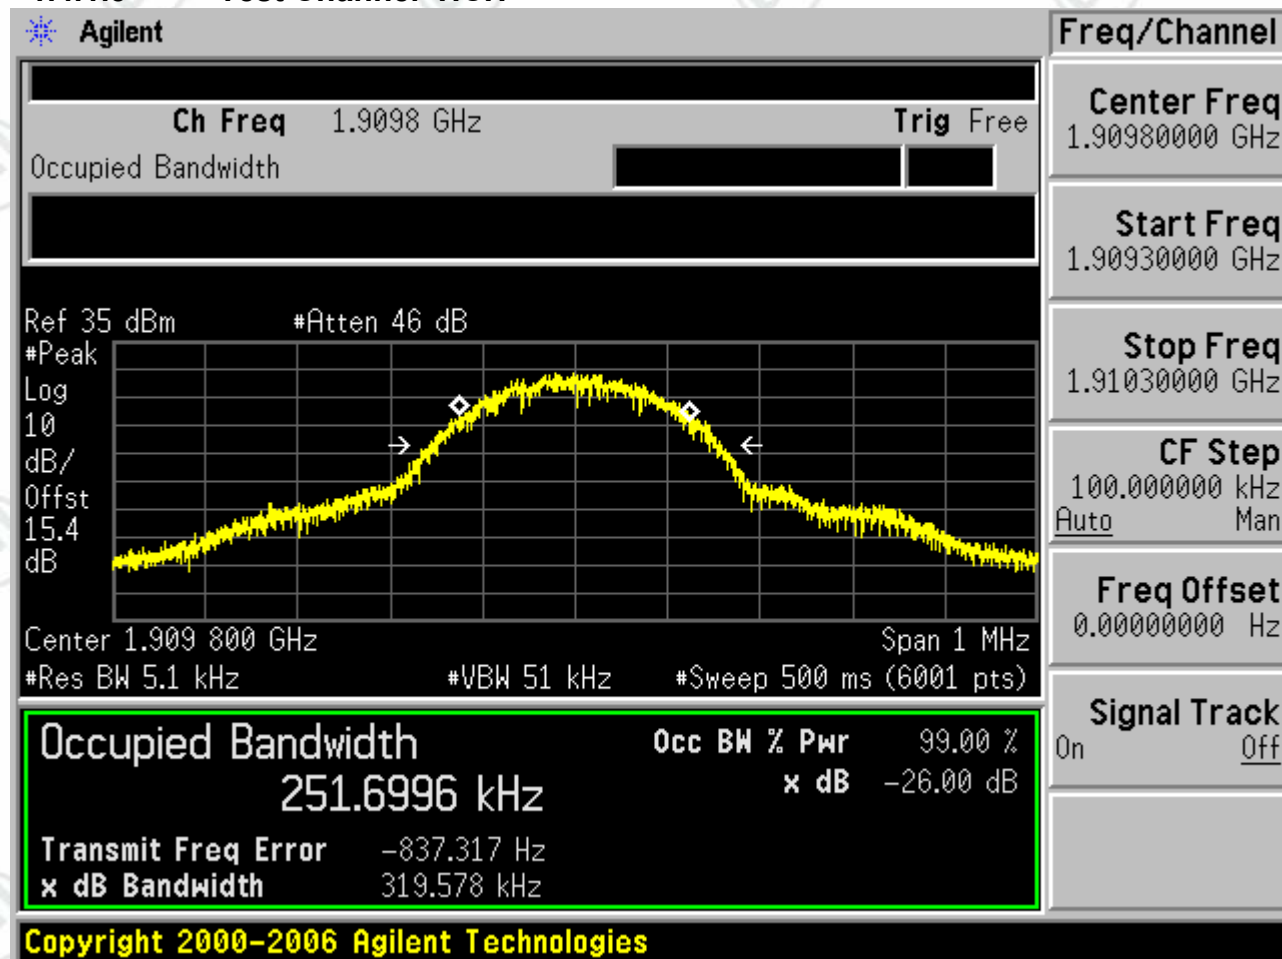 Agilent
Freq/Channel
Ch Freq 1.9098 GHz Trig Free
Occupied Bandwidth
Center Freq
1.90980000 GHz
Start Freq
1.90930000 GHz
Stop Freq
1.91030000 GHz
CF Step
100.000000 kHz
Auto Man
Freq Offset
0.00000000 Hz
Signal Track
On Off
Ref 35 dBm #Atten 46 dB
#Peak
Log
10
dB/
Offst
15.4
dB
Center 1.909 800 GHz Span 1 MHz
#Res BW 5.1 kHz #VBW 51 kHz #Sweep 500 ms (6001 pts)
Occupied Bandwidth Occ BW % Pwr 99.00 %
251.6996 kHz x dB -26.00 dB
Transmit Freq Error -837.317 Hz
x dB Bandwidth 319.578 kHz
Copyright 2000-2006 Agilent Technologies